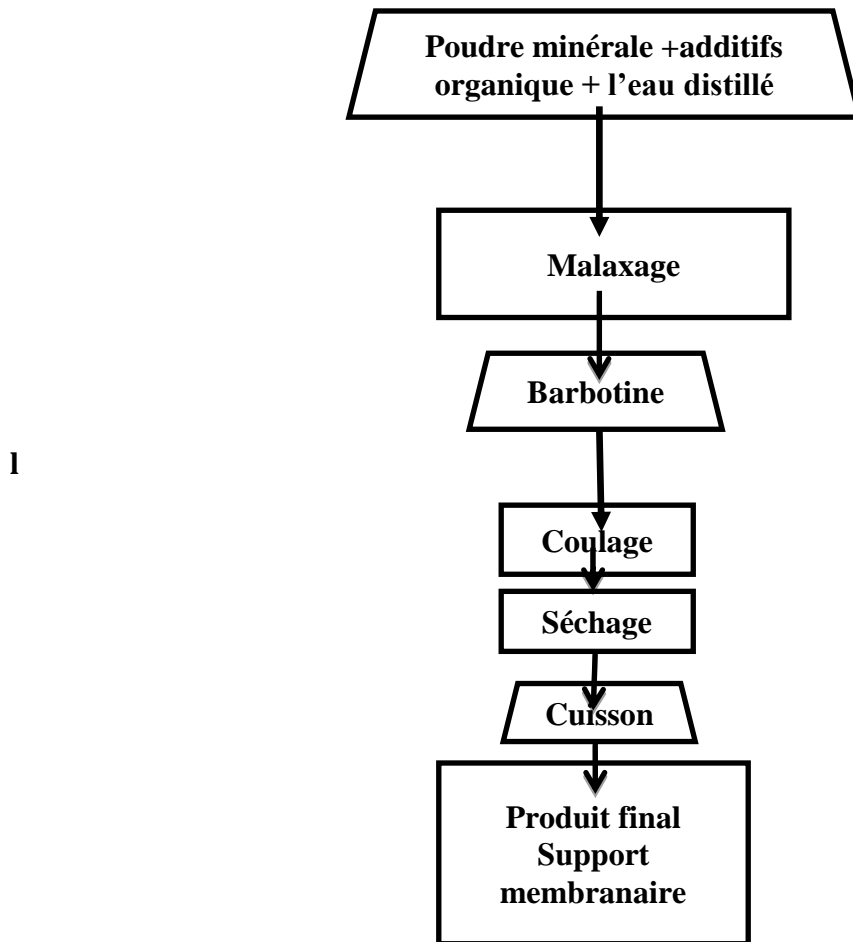 Poudre minérale +additifs
organique + l’eau distillé
Malaxage
Barbotine
l
Coulage
Séchage
Cuisson
Produit final
Support
membranaire